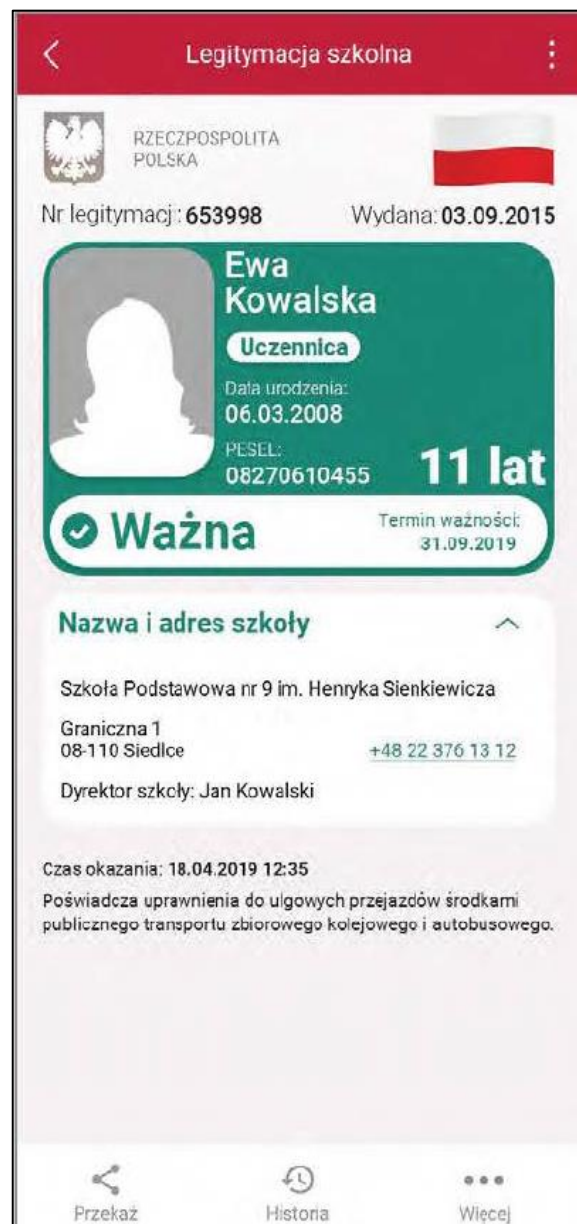 Legitymacja szkolna
RZECZPOSPOLITA
POLSKA
Nr legitymacji: 653998
Wydana: 03.09.2015
Ewa
Kowalska
Uczennica
Data urodzenia:
06.03.2008
PESEL:
08270610455
11 lat
Ważna
Termin ważności:
31.09.2019
Nazwa i adres szkoły
Szkoła Podstawowa nr 9 im. Henryka Sienkiewicza
Graniczna 1
08-110 Siedlce
+48 22 376 13 12
Dyrektor szkoły: Jan Kowalski
Czas okazania: 18.04.2019 12:35
Poświadcza uprawnienia do ulgowych przejazdów środkami
publicznego transportu zbiorowego kolejowego i autobusowego.
Przekaż
Historia
Więcej